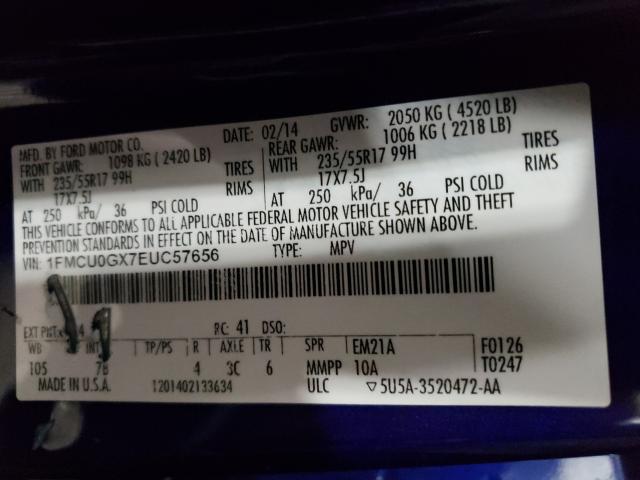 MFD. BY FORD MOTOR CO.
DATE: 02/14 GVWR: 2050 KG ( 4520 LB)
FRONT GAWR: 1098 KG ( 2420 LB) REAR GAWR: 1006 KG ( 2218 LB)
WITH 235/55R17 99H TIRES WITH 235/55R17 99H TIRES
17X7.5J RIMS 17X7.5J RIMS
AT 250 kPa/ 36 PSI COLD AT 250 kPa/ 36 PSI COLD
THIS VEHICLE CONFORMS TO ALL APPLICABLE FEDERAL MOTOR VEHICLE SAFETY AND THEFT
PREVENTION STANDARDS IN EFFECT ON THE DATE OF MANUFACTURE SHOWN ABOVE.
VIN: 1FMCU0GX7EUC57656 TYPE: MPV
EXT PNT: RC: 41 DSO:
WB INT TP/PS R AXLE TR SPR EM21A F0126
105 7B 4 3C 6 MMPP 10A T0247
MADE IN U.S.A. 1201402133634 ULC ▽5U5A-3520472-AA